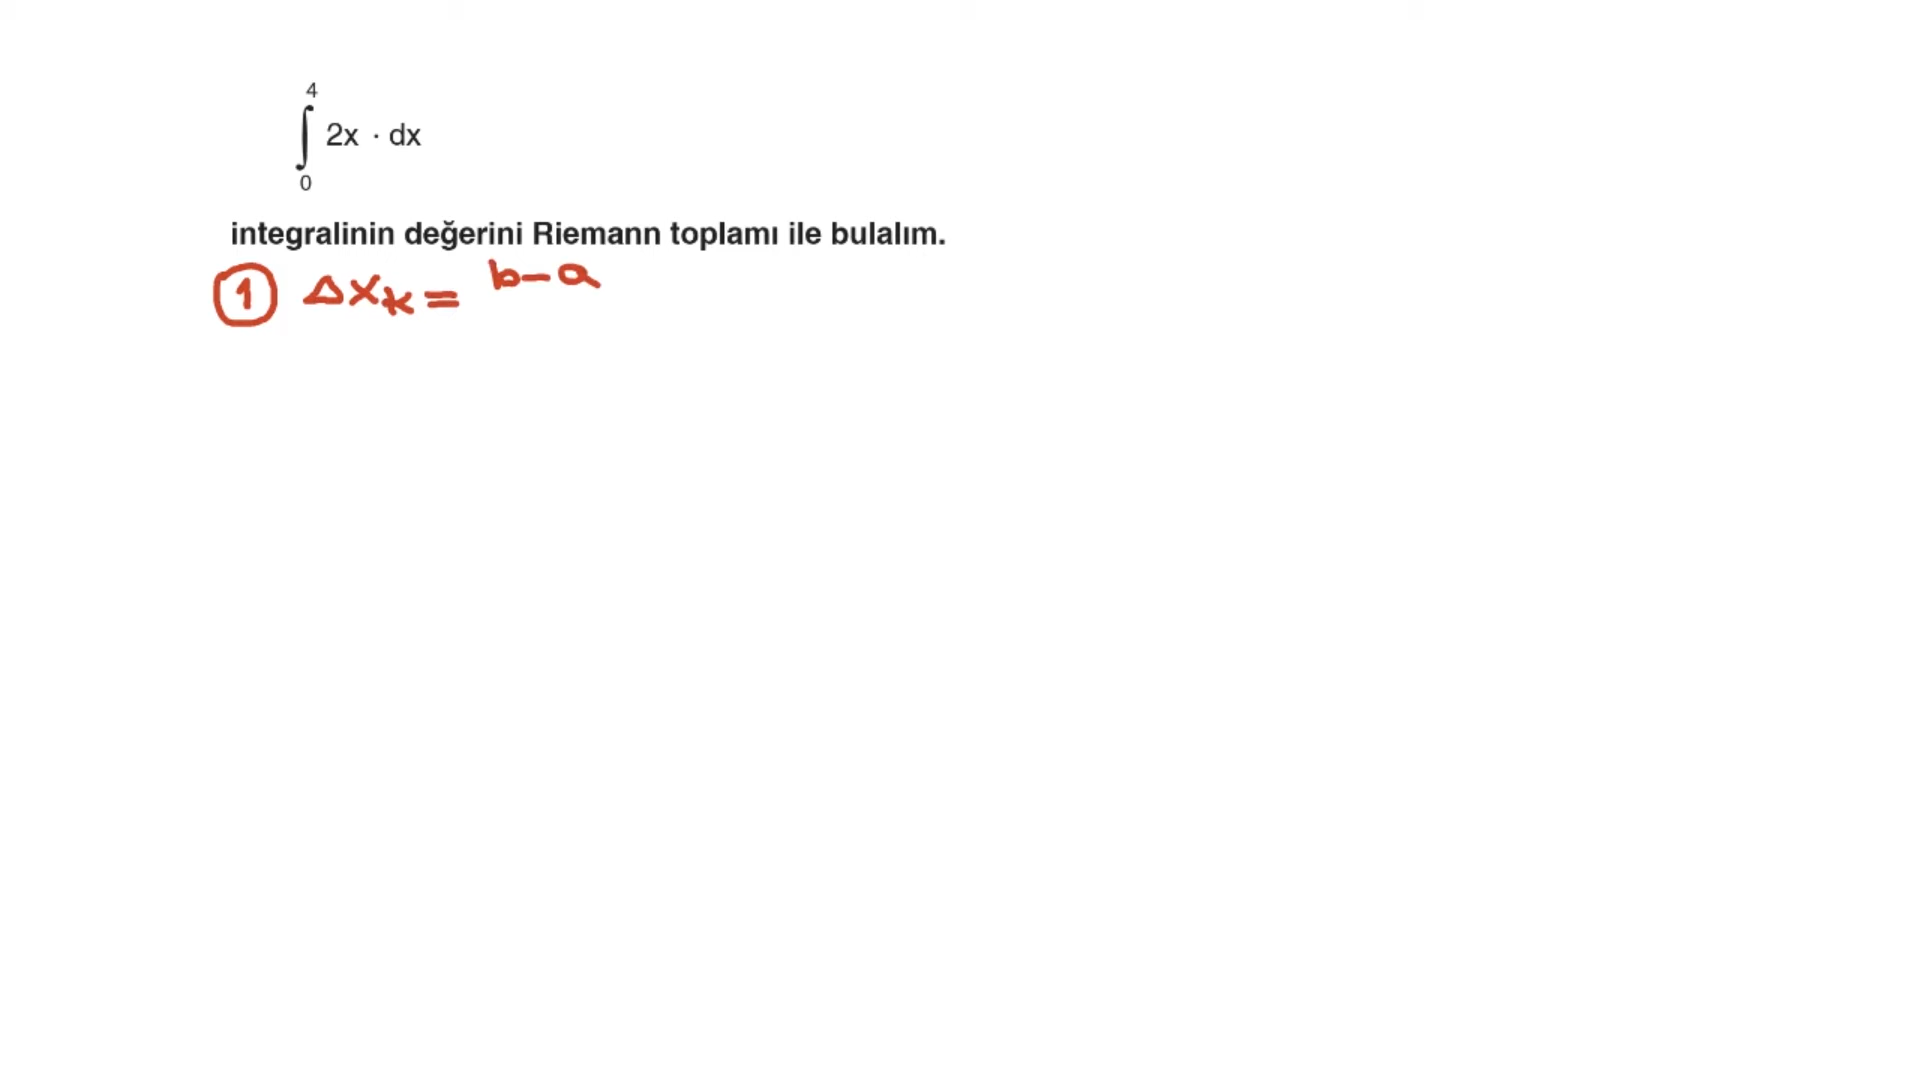 4
∫ 2x · dx
0
integralinin değerini Riemann toplamı ile bulalım.
1 Δxₖ = b-a